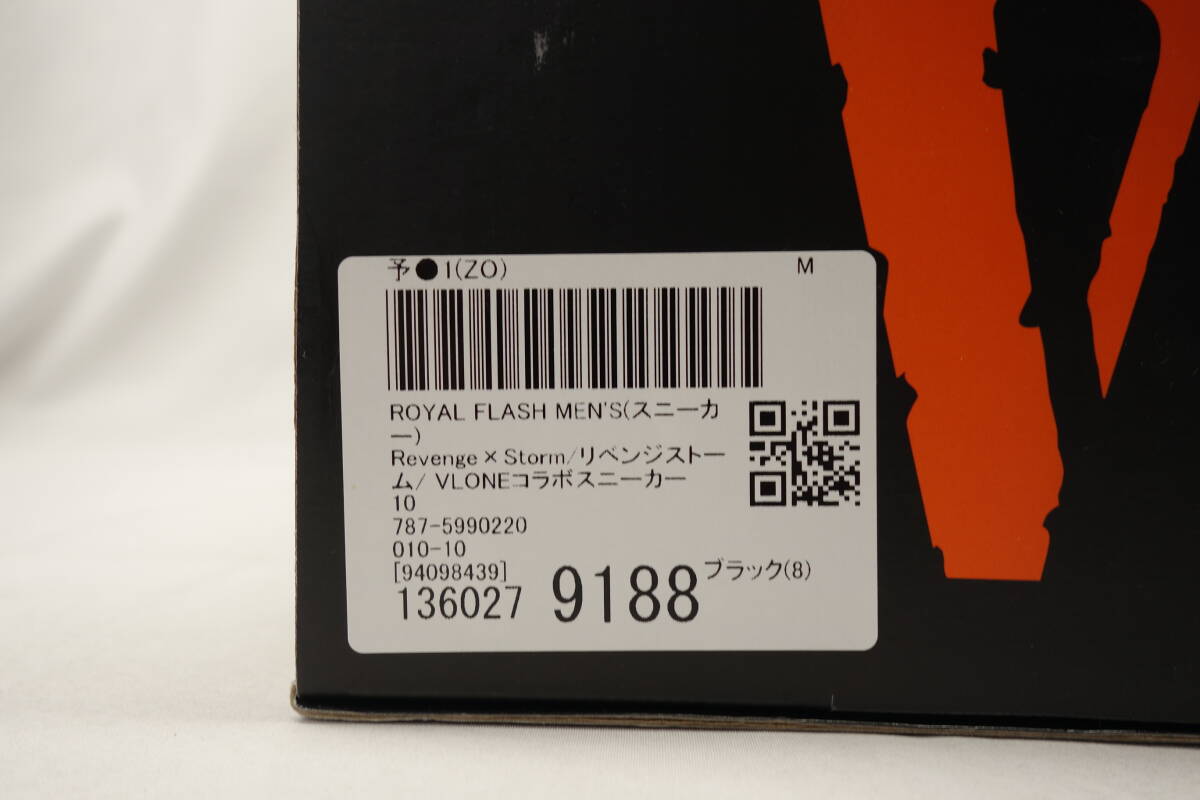 予●1(ZO) M
ROYAL FLASH MEN'S(スニーカ
ー)
Revenge×Storm/リベンジストー
ム/ VLONEコラボスニーカー
10
787-5990220
010-10
[94098439]
136027 9188 ブラック(8)
V